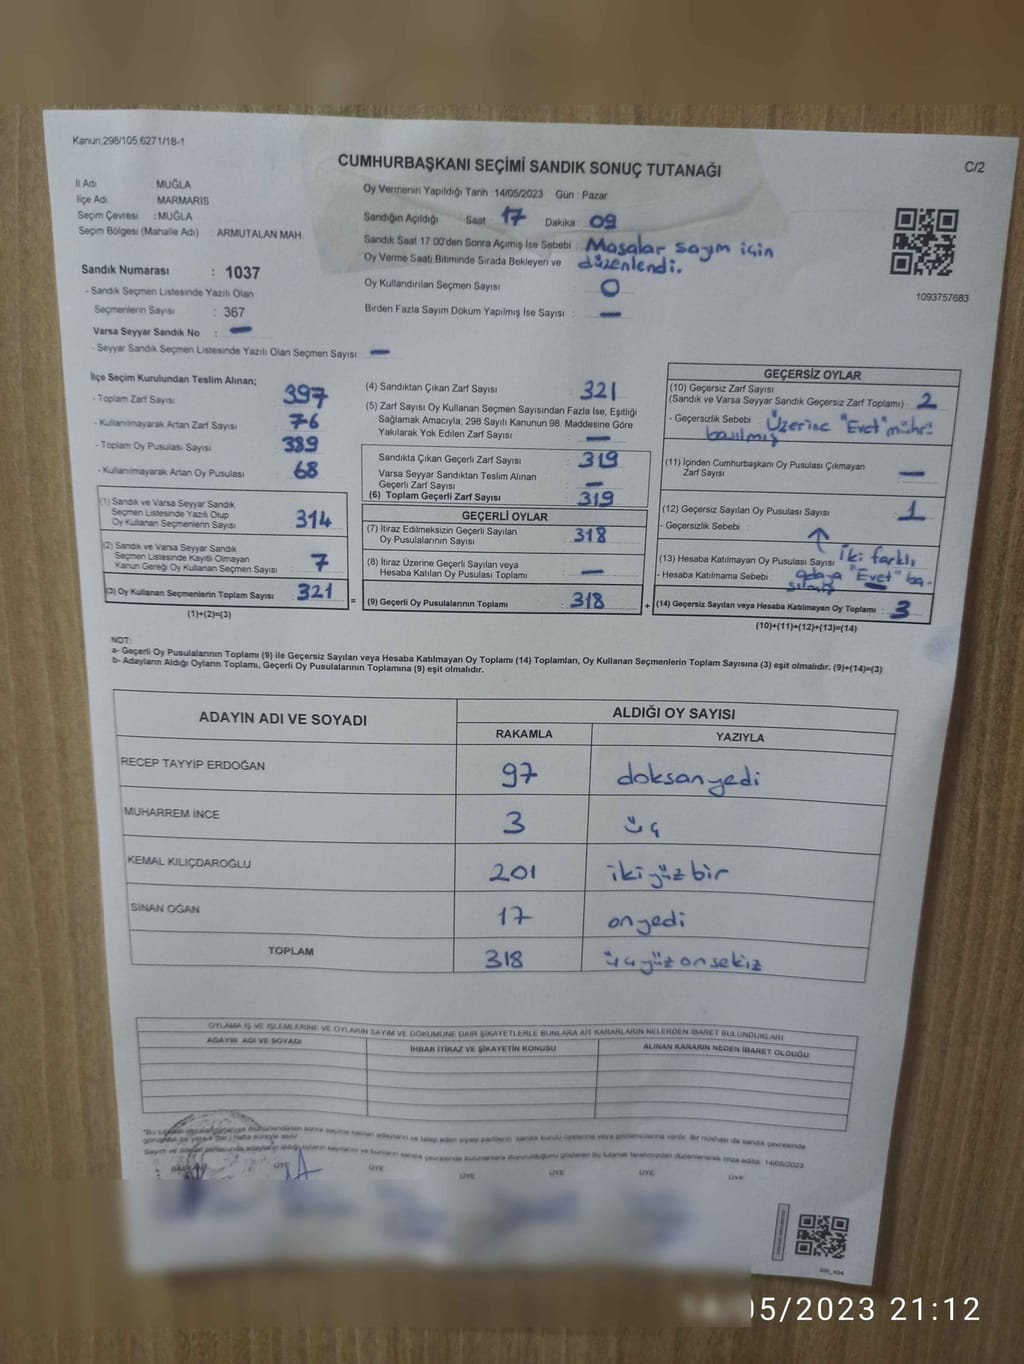 Kanun;298/105,6271/18-1
CUMHURBAŞKANI SEÇİMİ SANDIK SONUÇ TUTANAĞI
C/2
İl Adı : MUĞLA
İlçe Adı : MARMARİS
Seçim Çevresi : MUĞLA
Seçim Bölgesi (Mahalle Adı) : ARMUTALAN MAH.
Sandık Numarası : 1037
- Sandık Seçmen Listesinde Yazılı Olan
Seçmenlerin Sayısı : 367
Varsa Seyyar Sandık No : —
- Seyyar Sandık Seçmen Listesinde Yazılı Olan Seçmen Sayısı : —
Oy Vermenin Yapıldığı Tarih : 14/05/2023 Gün : Pazar
Sandığın Açıldığı Saat : 17 Dakika : 09
Sandık Saat 17.00'den Sonra Açılmış İse Sebebi : Masalar sayım için
düzenlendi.
Oy Verme Saati Bitiminde Sırada Bekleyen ve
Oy Kullandırılan Seçmen Sayısı : 0
Birden Fazla Sayım Döküm Yapılmış İse Sayısı : —
1093757683
İlçe Seçim Kurulundan Teslim Alınan;
- Toplam Zarf Sayısı : 397
- Kullanılmayarak Artan Zarf Sayısı : 76
- Toplam Oy Pusulası Sayısı : 389
- Kullanılmayarak Artan Oy Pusulası : 68
(1) Sandık ve Varsa Seyyar Sandık
Seçmen Listesinde Yazılı Olup
Oy Kullanan Seçmenlerin Sayısı : 314
(2) Sandık ve Varsa Seyyar Sandık
Seçmen Listesinde Kayıtlı Olmayan
Kanun Gereği Oy Kullanan Seçmen Sayısı : 7
(3) Oy Kullanan Seçmenlerin Toplam Sayısı : 321
(1)+(2)=(3)
(4) Sandıktan Çıkan Zarf Sayısı : 321
(5) Zarf Sayısı Oy Kullanan Seçmen Sayısından Fazla İse, Eşitliği
Sağlamak Amacıyla, 298 Sayılı Kanunun 98. Maddesine Göre
Yakılarak Yok Edilen Zarf Sayısı : —
Sandıkta Çıkan Geçerli Zarf Sayısı : 319
Varsa Seyyar Sandıktan Teslim Alınan
Geçerli Zarf Sayısı : —
(6) Toplam Geçerli Zarf Sayısı : 319
GEÇERLİ OYLAR
(7) İtiraz Edilmeksizin Geçerli Sayılan
Oy Pusulalarının Sayısı : 318
(8) İtiraz Üzerine Geçerli Sayılan veya
Hesaba Katılan Oy Pusulaları Toplamı : —
= (9) Geçerli Oy Pusulalarının Toplamı : 318
GEÇERSİZ OYLAR
(10) Geçersiz Zarf Sayısı
(Sandık ve Varsa Seyyar Sandık Geçersiz Zarf Toplamı) : 2
- Geçersizlik Sebebi : Üzerine "Evet" mührü
basılmış
(11) İçinden Cumhurbaşkanı Oy Pusulası Çıkmayan
Zarf Sayısı : —
(12) Geçersiz Sayılan Oy Pusulası Sayısı : 1
- Geçersizlik Sebebi :
(13) Hesaba Katılmayan Oy Pusulası Sayısı : İki farklı
- Hesaba Katılmama Sebebi : adaya "Evet" ba-
sılmış
+ (14) Geçersiz Sayılan veya Hesaba Katılmayan Oy Toplamı : 3
(10)+(11)+(12)+(13)=(14)
NOT:
a- Geçerli Oy Pusulalarının Toplamı (9) ile Geçersiz Sayılan veya Hesaba Katılmayan Oy Toplamı (14) Toplamları, Oy Kullanan Seçmenlerin Toplam Sayısına (3) eşit olmalıdır. (9)+(14)=(3)
b- Adayların Aldığı Oyların Toplamı, Geçerli Oy Pusulalarının Toplamına (9) eşit olmalıdır.
ADAYIN ADI VE SOYADI ALDIĞI OY SAYISI
RAKAMLA YAZIYLA
RECEP TAYYİP ERDOĞAN 97 doksanyedi
MUHARREM İNCE 3 üç
KEMAL KILIÇDAROĞLU 201 ikiyüzbir
SİNAN OĞAN 17 onyedi
TOPLAM 318 üçyüzonsekiz
OYLAMA İŞ VE İŞLEMLERİNE VE OYLARIN SAYIM VE DÖKÜMÜNE DAİR ŞİKAYETLERLE BUNLARA AİT KARARLARIN NELERDEN İBARET BULUNDUKLARI
ADAYIN ADI VE SOYADI İHBAR İTİRAZ VE ŞİKAYETİN KONUSU ALINAN KARARIN NEDEN İBARET OLDUĞU
14/05/2023
BAŞKAN ÜYE ÜYE ÜYE ÜYE ÜYE ÜYE
05/2023 21:12